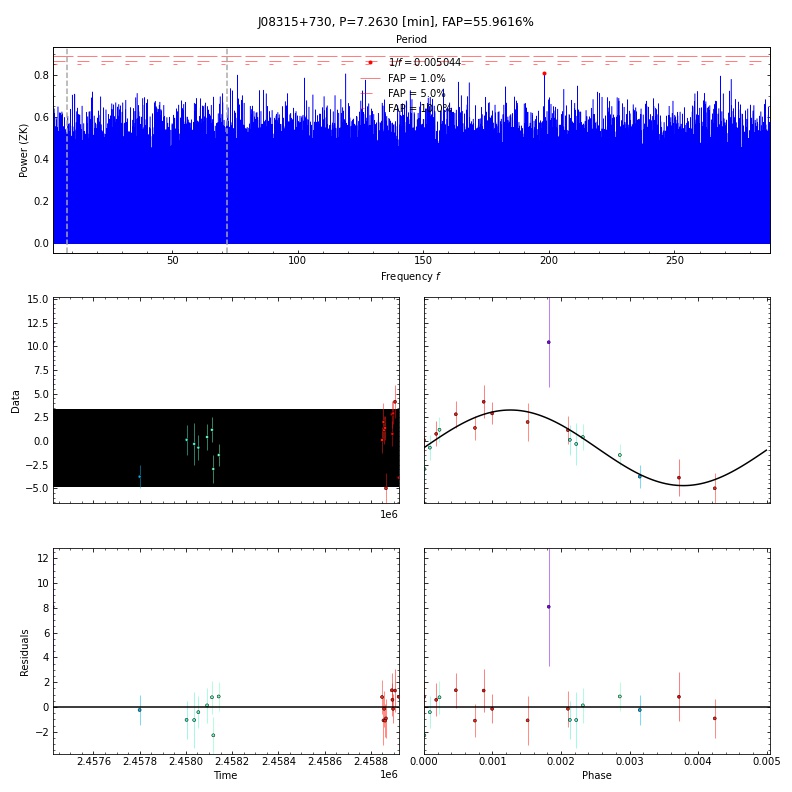 J08315+730, P=7.2630 [min], FAP=55.9616%
Period
1/f = 0.005044
FAP = 1.0%
FAP = 5.0%
FAP = 10.0%
Power (ZK)
0.8
0.6
0.4
0.2
0.0
50
100
150
200
250
Frequency f
Data
15.0
12.5
10.0
7.5
5.0
2.5
0.0
−2.5
−5.0
1e6
Residuals
12
10
8
6
4
2
0
−2
2.4576
2.4578
2.4580
2.4582
2.4584
2.4586
2.4588
1e6
Time
0.000
0.001
0.002
0.003
0.004
0.005
Phase